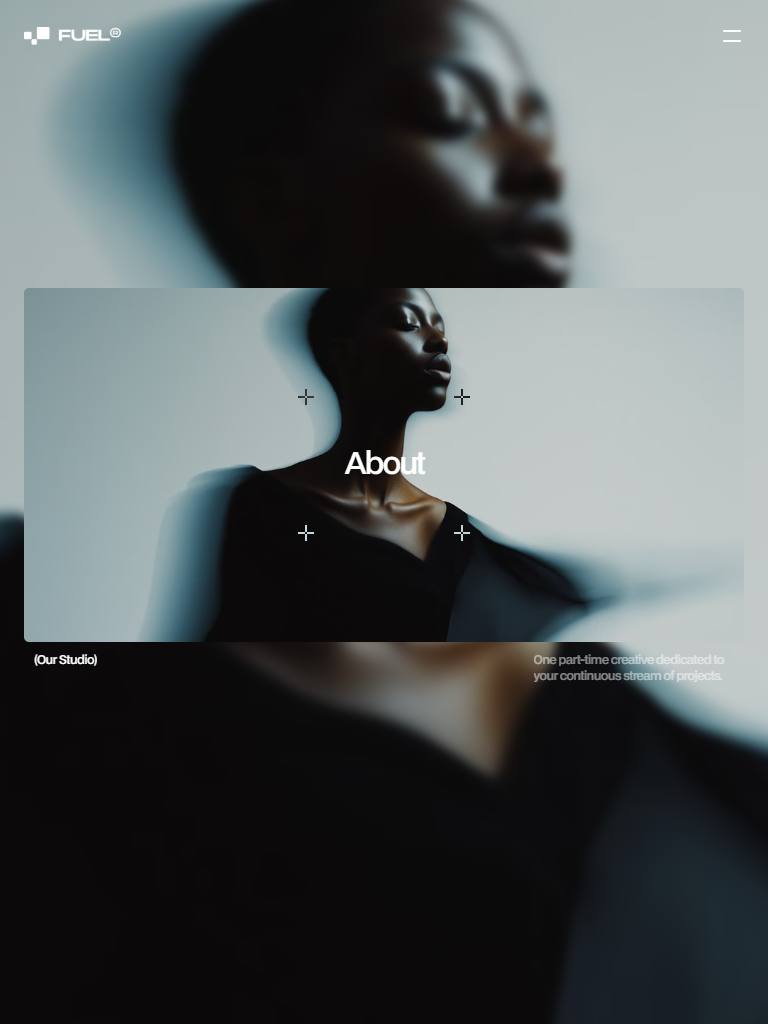 FUEL
About
(Our Studio)
One part-time creative dedicated to
your continuous stream of projects.